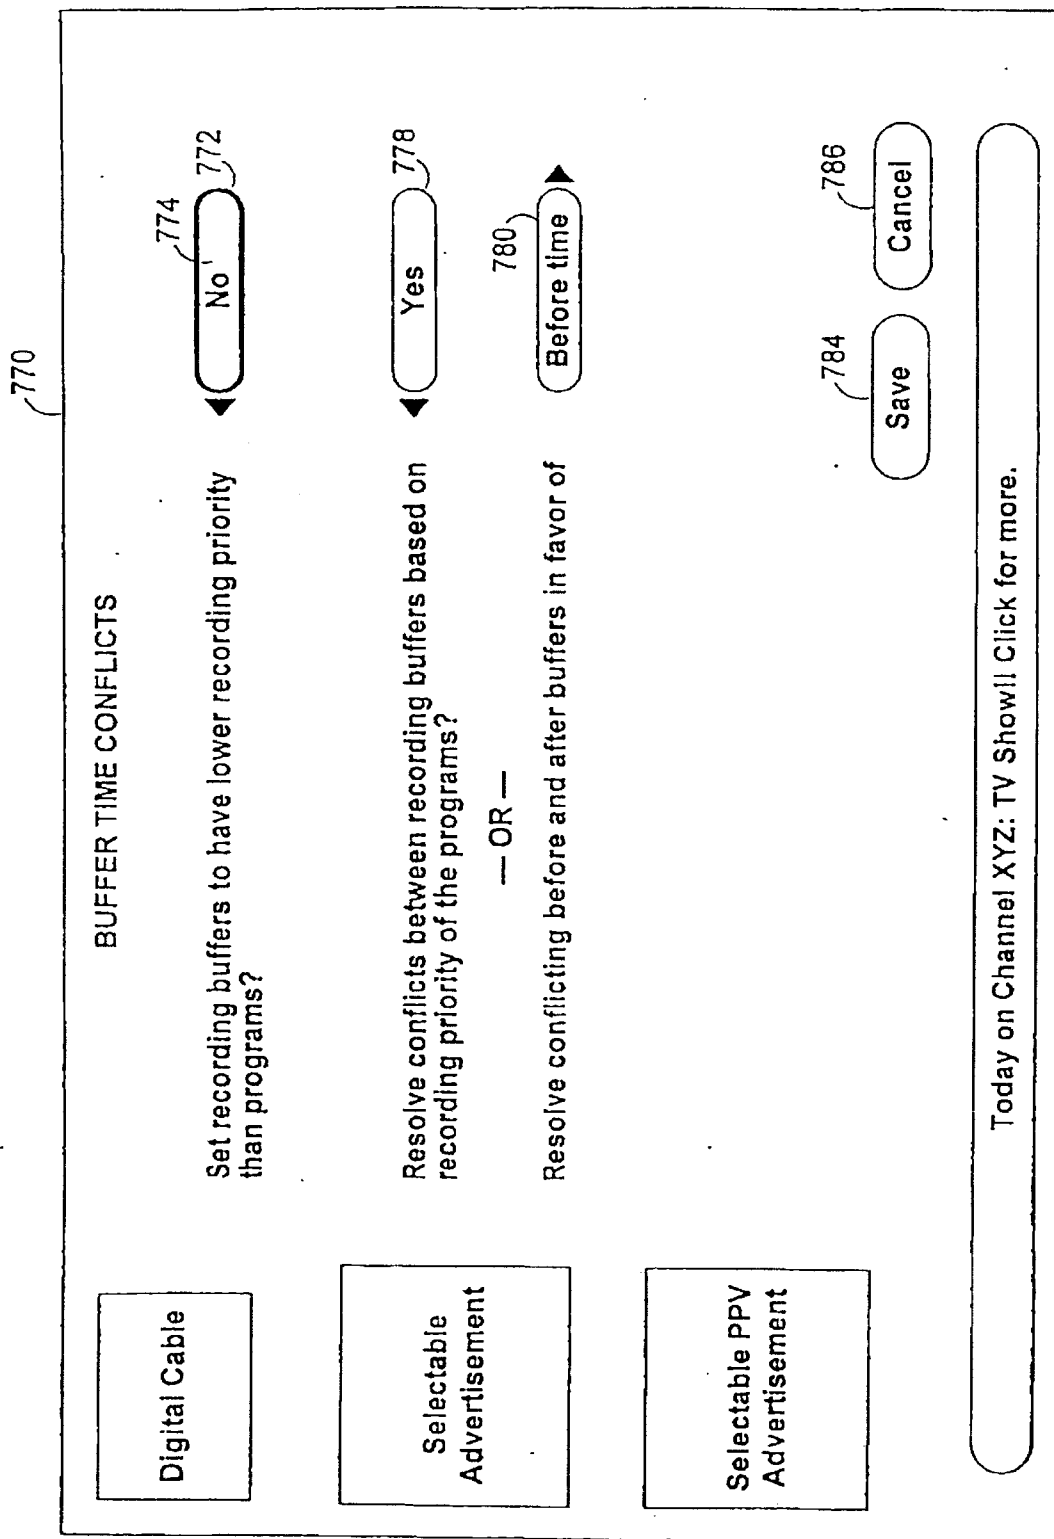 770
BUFFER TIME CONFLICTS
Digital Cable
Selectable
Advertisement
Selectable PPV
Advertisement
Set recording buffers to have lower recording priority
than programs?
774
No
772
Resolve conflicts between recording buffers based on
recording priority of the programs?
Yes
778
— OR —
780
Resolve conflicting before and after buffers in favor of
Before time
784
Save
786
Cancel
Today on Channel XYZ: TV Show!! Click for more.